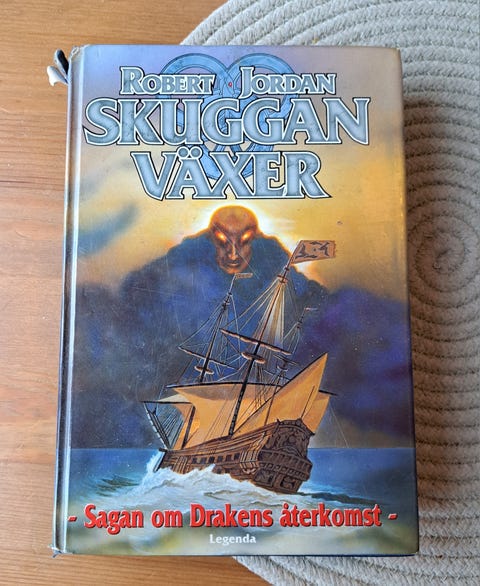 ROBERT · JORDAN
SKUGGAN
VÄXER
- Sagan om Drakens återkomst -
Legenda